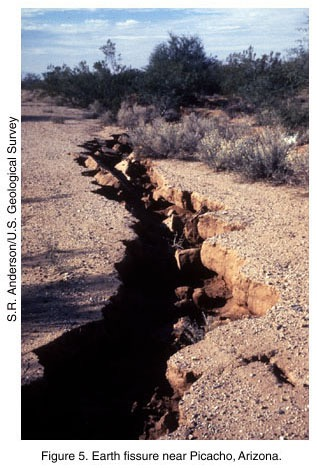 S.R. Anderson/U.S. Geological Survey
Figure 5. Earth fissure near Picacho, Arizona.